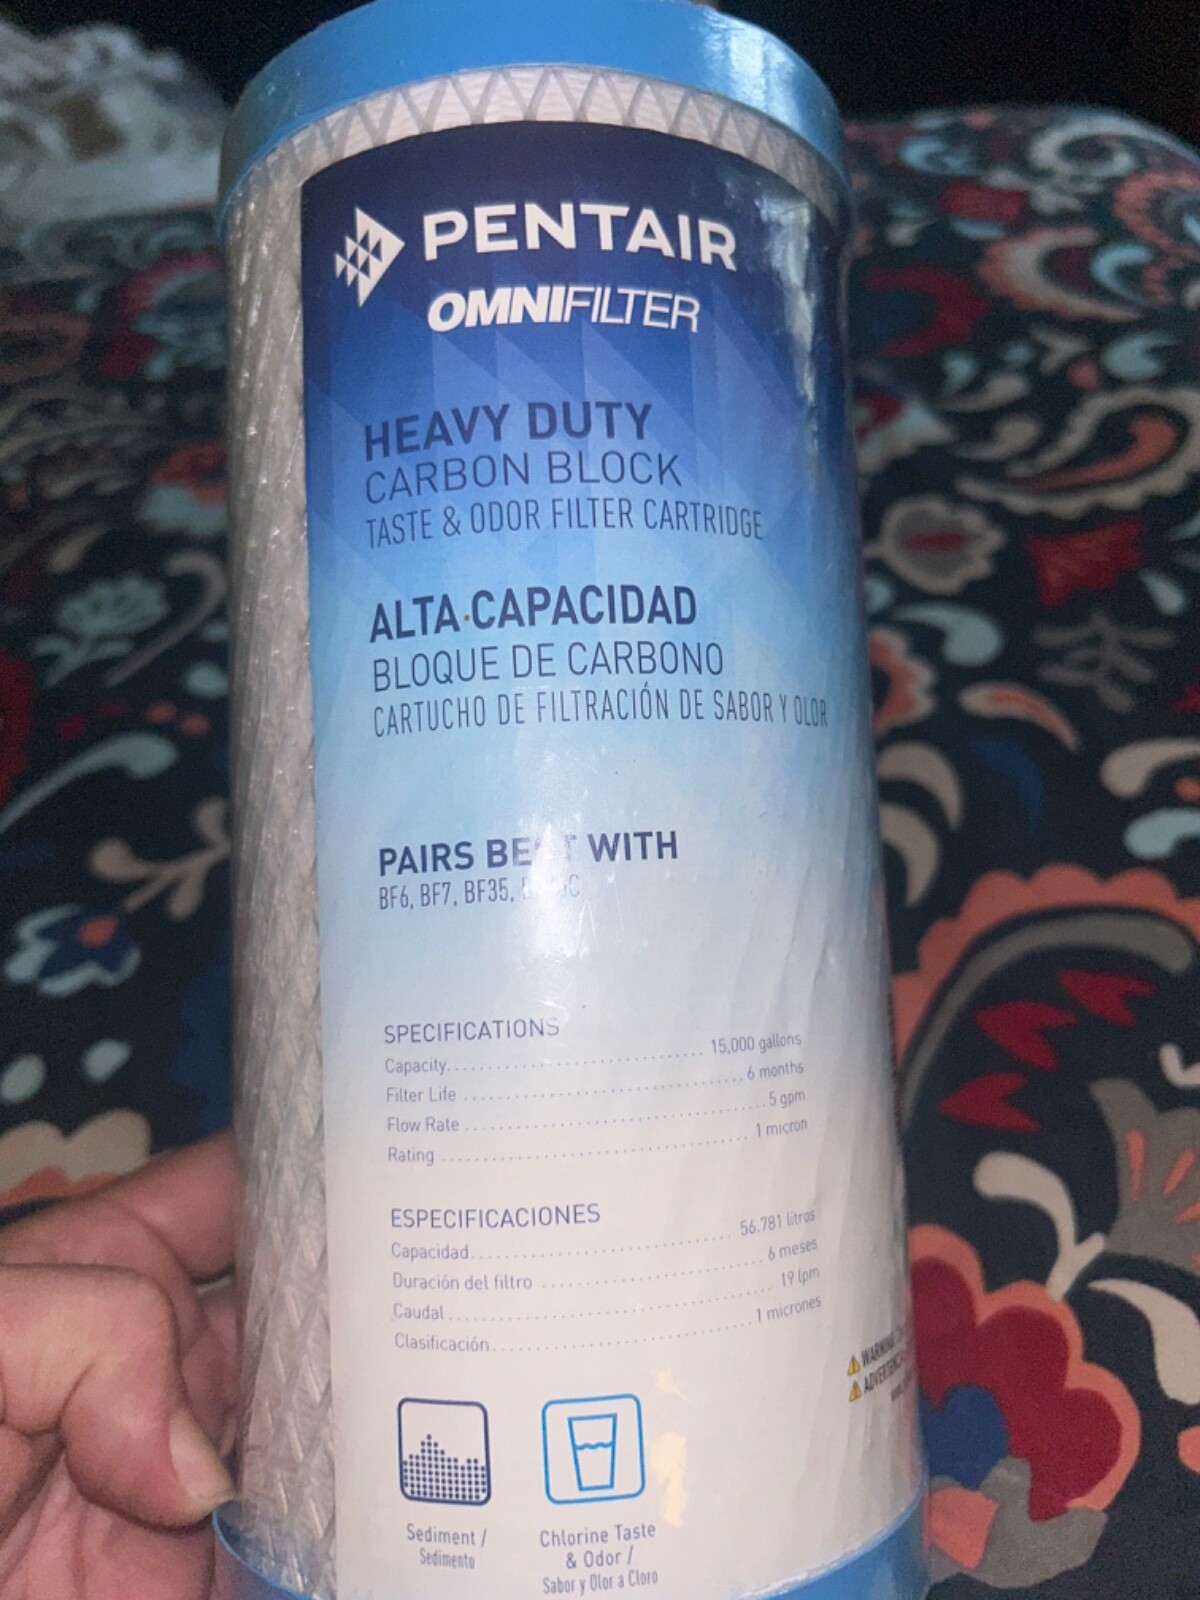 PENTAIR
OMNIFILTER
HEAVY DUTY
CARBON BLOCK
TASTE & ODOR FILTER CARTRIDGE
ALTA·CAPACIDAD
BLOQUE DE CARBONO
CARTUCHO DE FILTRACIÓN DE SABOR Y OLOR
PAIRS BEST WITH
BF6, BF7, BF35,
SPECIFICATIONS
Capacity 15,000 gallons
Filter Life 6 months
Flow Rate 5 gpm
Rating 1 micron
ESPECIFICACIONES
Capacidad 56.781 litros
Duración del filtro 6 meses
Caudal 19 lpm
Clasificación 1 micrones
WARNING
Sediment /
Sedimento
Chlorine Taste
& Odor /
Sabor y Olor a Cloro